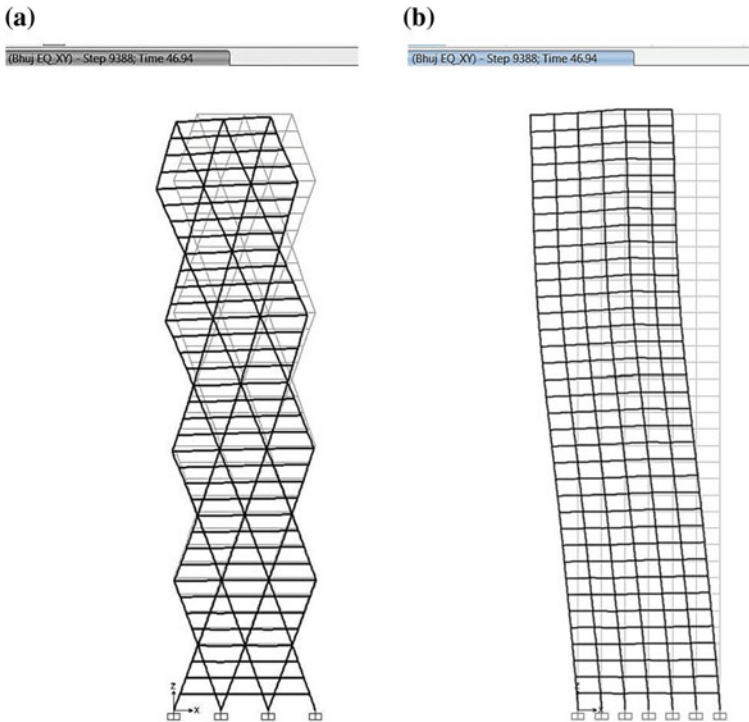 (a)
(Bhuj EQ_XY) - Step 9388; Time 46.94
Z
X
(b)
(Bhuj EQ_XY) - Step 9388; Time 46.94